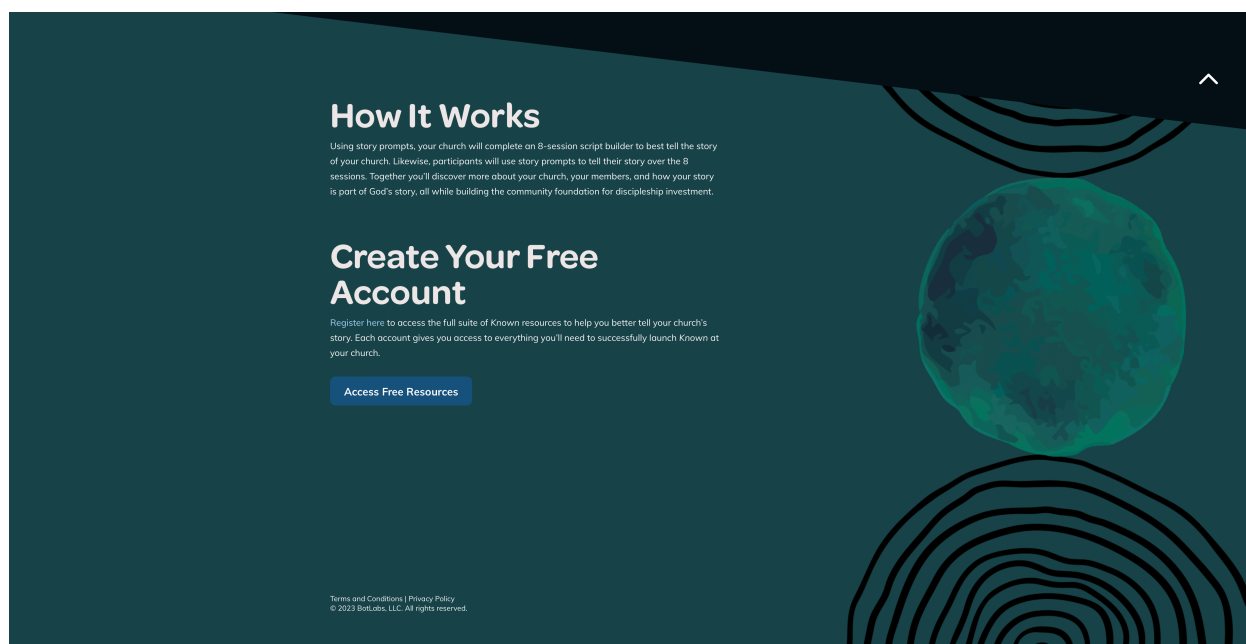 How It Works
Using story prompts, your church will complete an 8-session script builder to best tell the story
of your church. Likewise, participants will use story prompts to tell their story over the 8
sessions. Together you'll discover more about your church, your members, and how your story
is part of God's story, all while building the community foundation for discipleship investment.
Create Your Free
Account
Register here to access the full suite of Known resources to help you better tell your church's
story. Each account gives you access to everything you'll need to successfully launch Known at
your church.
Access Free Resources
Terms and Conditions | Privacy Policy
© 2023 BotLabs, LLC. All rights reserved.